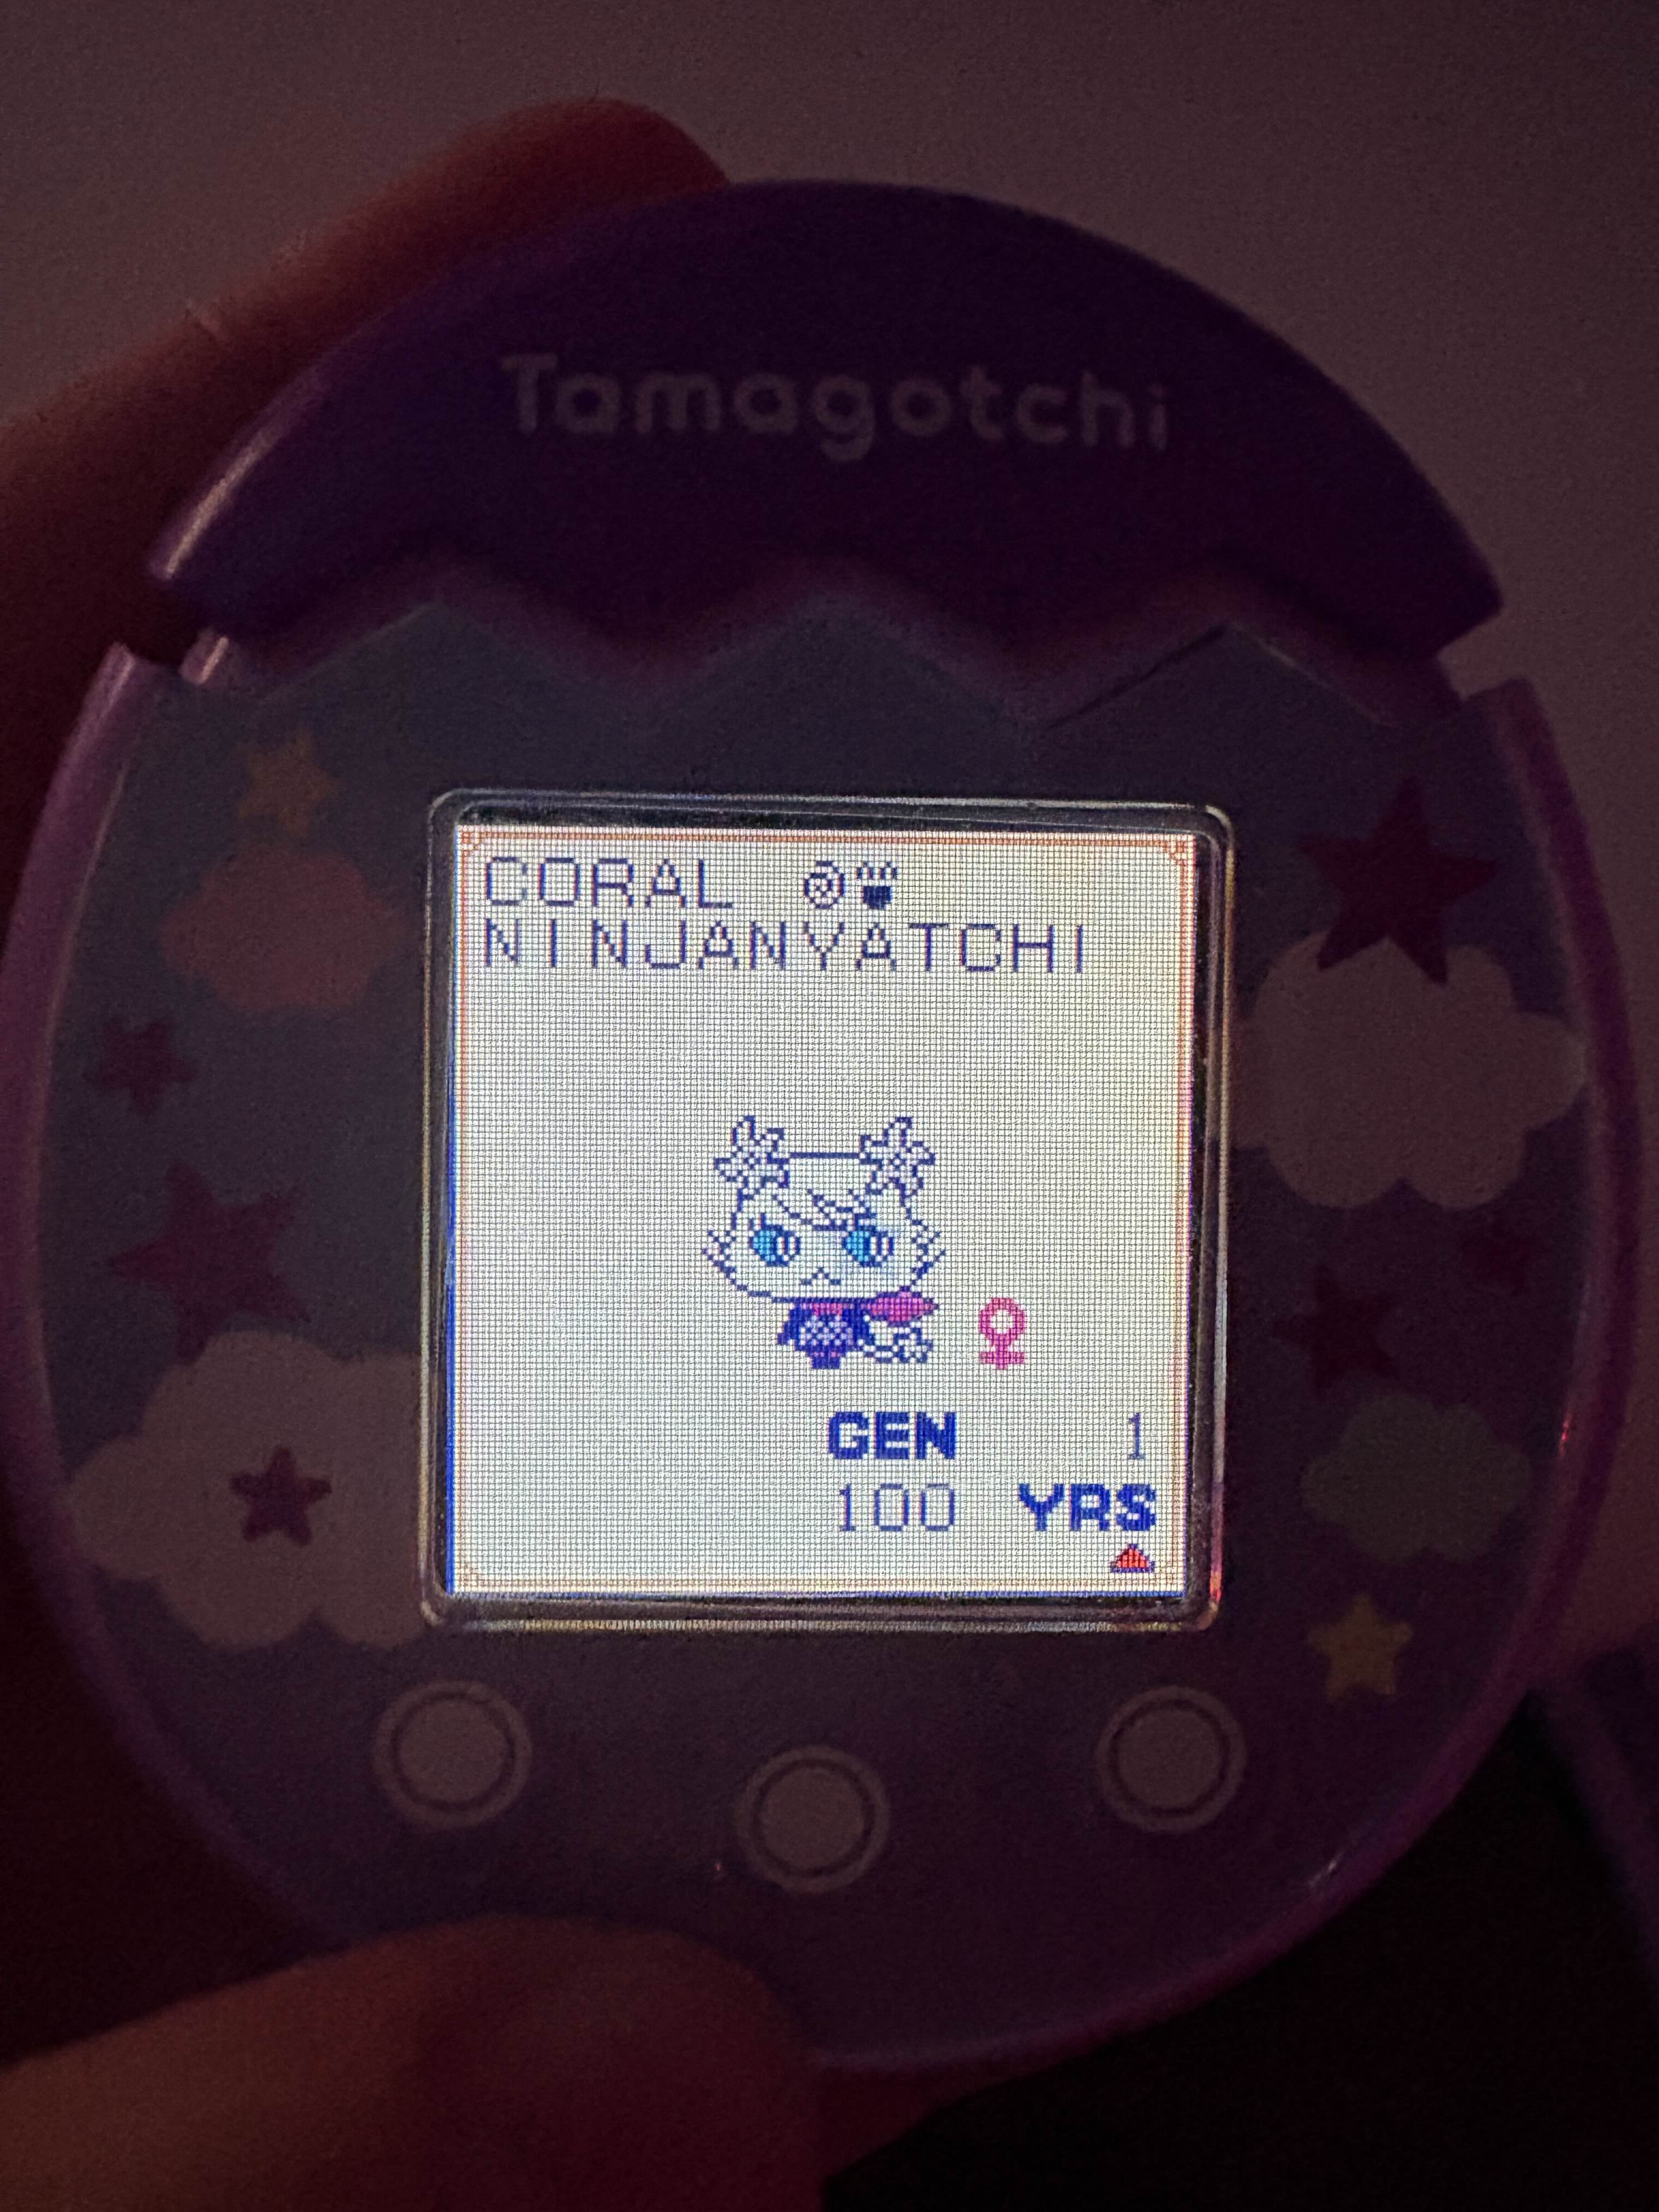 Tamagotchi
CORAL
NINJANYATCHI
♀
GEN 1
100 YRS